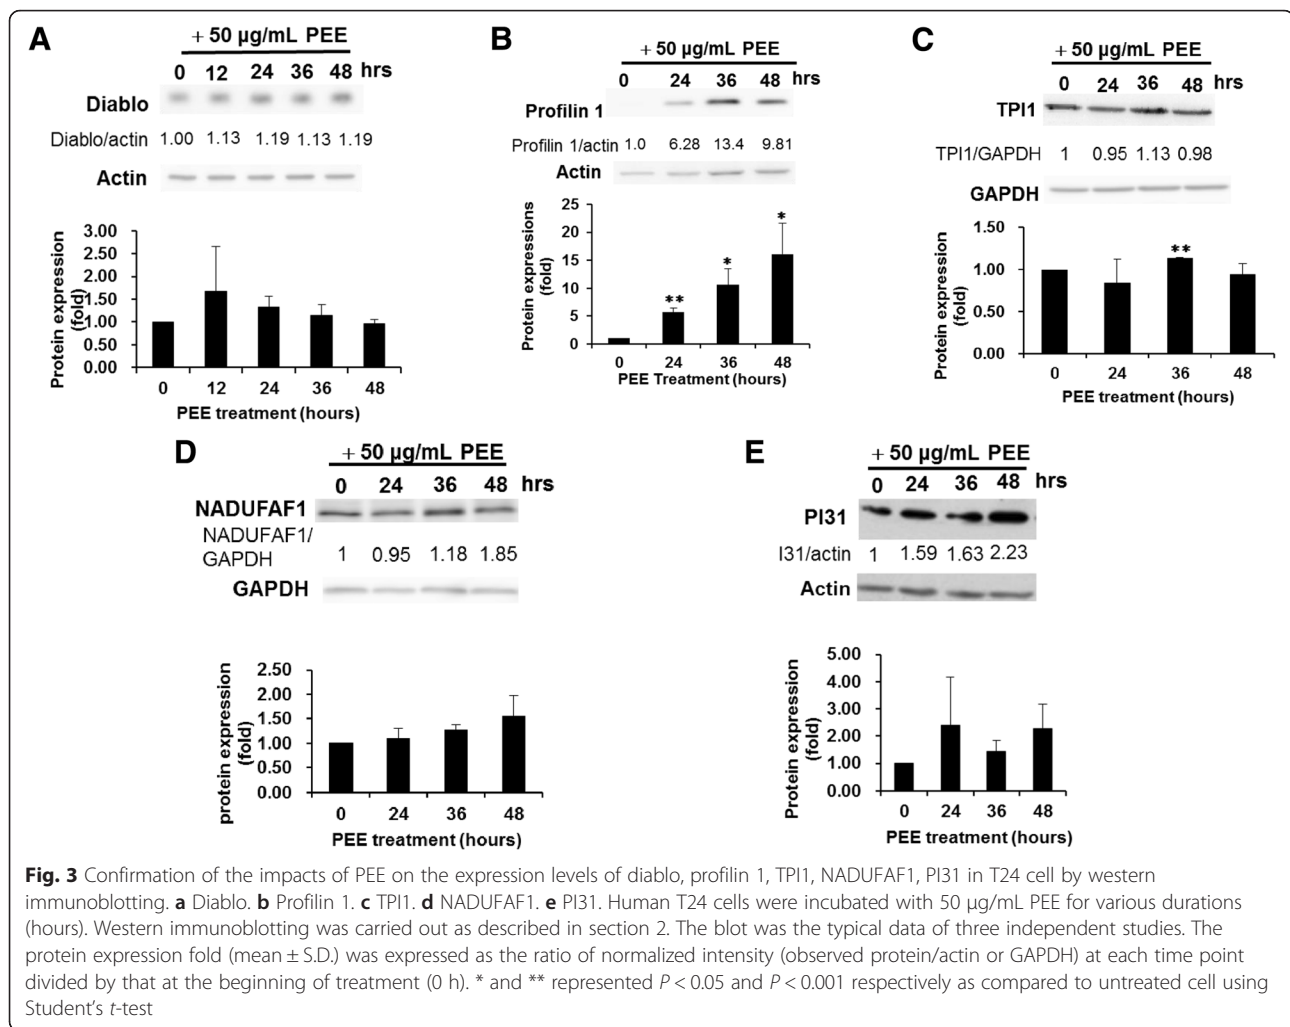 A
+ 50 µg/mL PEE
0 12 24 36 48 hrs
Diablo
Diablo/actin 1.00 1.13 1.19 1.13 1.19
Actin
3.00
2.50
2.00
1.50
1.00
0.50
0.00
Protein expression
(fold)
0 12 24 36 48
PEE treatment (hours)
B
+ 50 µg/mL PEE
0 24 36 48 hrs
Profilin 1
Profilin 1/actin 1.0 6.28 13.4 9.81
Actin
25
20
15
10
5
0
Protein expressions
(fold)
** * *
0 24 36 48
PEE Treatment (hours)
C
+ 50 µg/mL PEE
0 24 36 48 hrs
TPI1
TPI1/GAPDH 1 0.95 1.13 0.98
GAPDH
1.50
1.00
0.50
0.00
Protein expression
(fold)
**
0 24 36 48
PEE treatment (hours)
D
+ 50 µg/mL PEE
0 24 36 48 hrs
NADUFAF1
NADUFAF1/
GAPDH 1 0.95 1.18 1.85
GAPDH
2.50
2.00
1.50
1.00
0.50
0.00
protein expression
(fold)
0 24 36 48
PEE treatment (hours)
E
+ 50 µg/mL PEE
0 24 36 48 hrs
PI31
I31/actin 1 1.59 1.63 2.23
Actin
5.00
4.00
3.00
2.00
1.00
0.00
Protein expression
(fold)
0 24 36 48
PEE treatment (hours)
Fig. 3 Confirmation of the impacts of PEE on the expression levels of diablo, profilin 1, TPI1, NADUFAF1, PI31 in T24 cell by western
immunoblotting. a Diablo. b Profilin 1. c TPI1. d NADUFAF1. e PI31. Human T24 cells were incubated with 50 µg/mL PEE for various durations
(hours). Western immunoblotting was carried out as described in section 2. The blot was the typical data of three independent studies. The
protein expression fold (mean ± S.D.) was expressed as the ratio of normalized intensity (observed protein/actin or GAPDH) at each time point
divided by that at the beginning of treatment (0 h). * and ** represented P < 0.05 and P < 0.001 respectively as compared to untreated cell using
Student's t-test